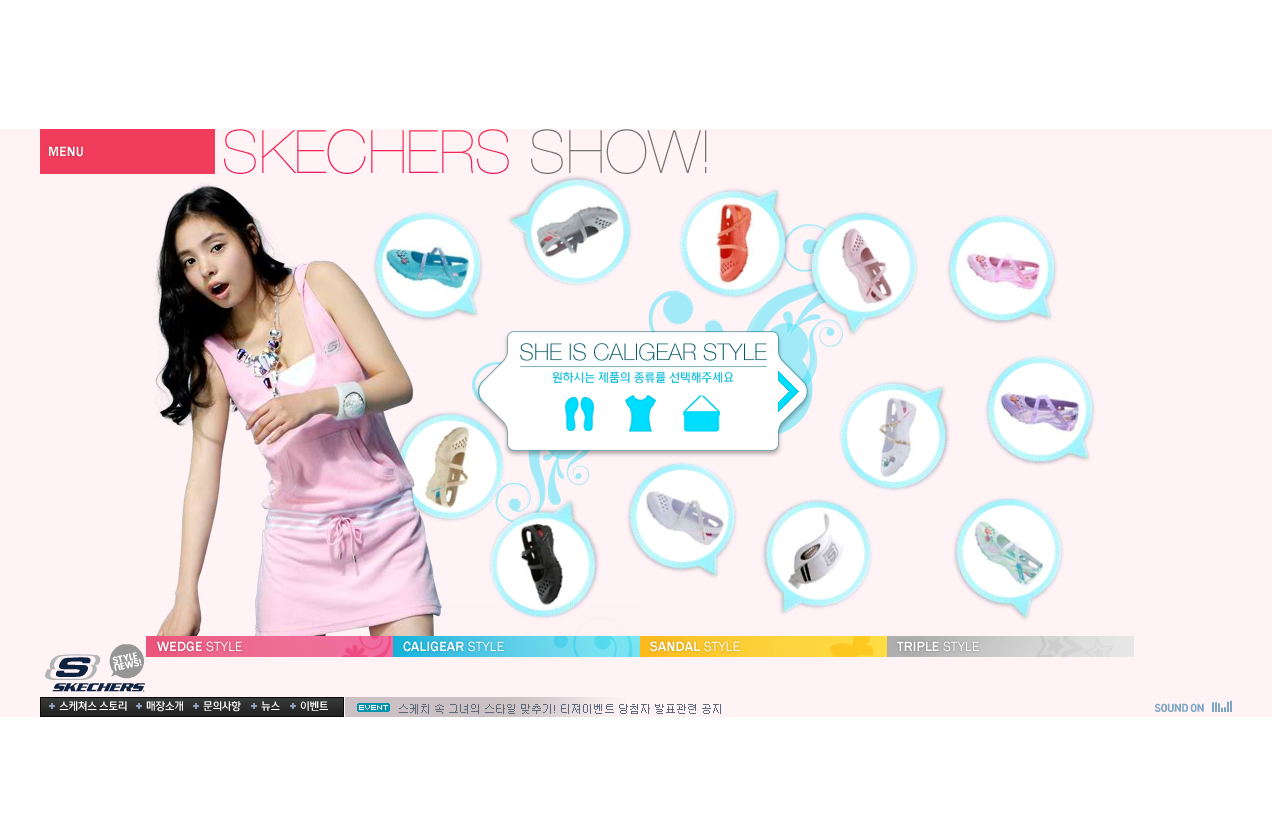 MENU
SKECHERS SHOW!
SHE IS CALIGEAR STYLE
원하시는 제품의 종류를 선택해주세요
WEDGE STYLE
CALIGEAR STYLE
SANDAL STYLE
TRIPLE STYLE
STYLE NEWS!
S
SKECHERS
스케쳐스 스토리
매장소개
문의사항
뉴스
이벤트
EVENT
스케치 속 그녀의 스타일 맞추기! 티져이벤트 당첨자 발표관련 공지
SOUND ON